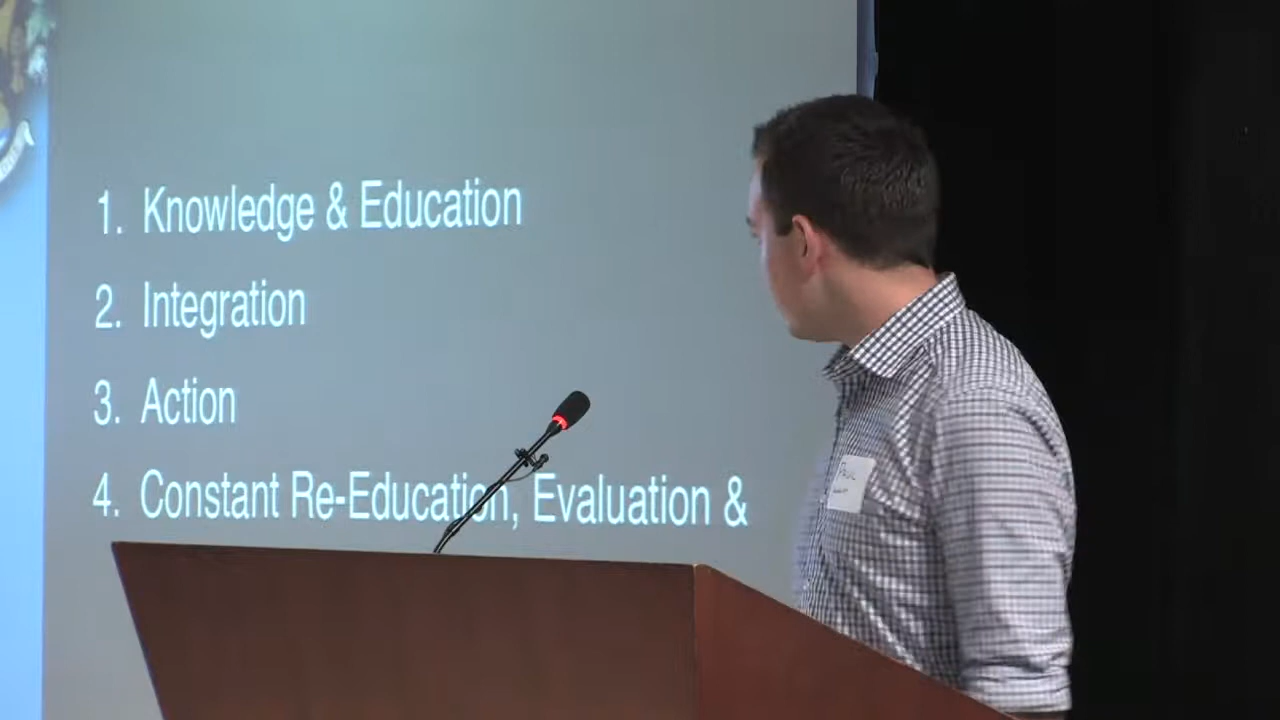 1. Knowledge & Education
2. Integration
3. Action
4. Constant Re-Education, Evaluation &